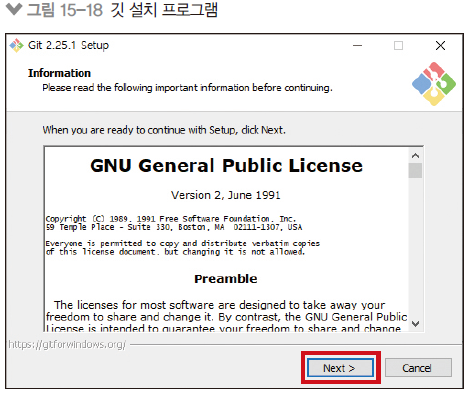 그림 15-18 깃 설치 프로그램
Git 2.25.1 Setup
Information
Please read the following important information before continuing.
When you are ready to continue with Setup, click Next.
GNU General Public License
Version 2, June 1991
Copyright (C) 1989, 1991 Free Software Foundation, Inc.
59 Temple Place - Suite 330, Boston, MA 02111-1307, USA
Everyone is permitted to copy and distribute verbatim copies
of this license document, but changing it is not allowed.
Preamble
The licenses for most software are designed to take away your
freedom to share and change it. By contrast, the GNU General Public
License is intended to guarantee your freedom to share and change
https://gitforwindows.org/
Next >
Cancel